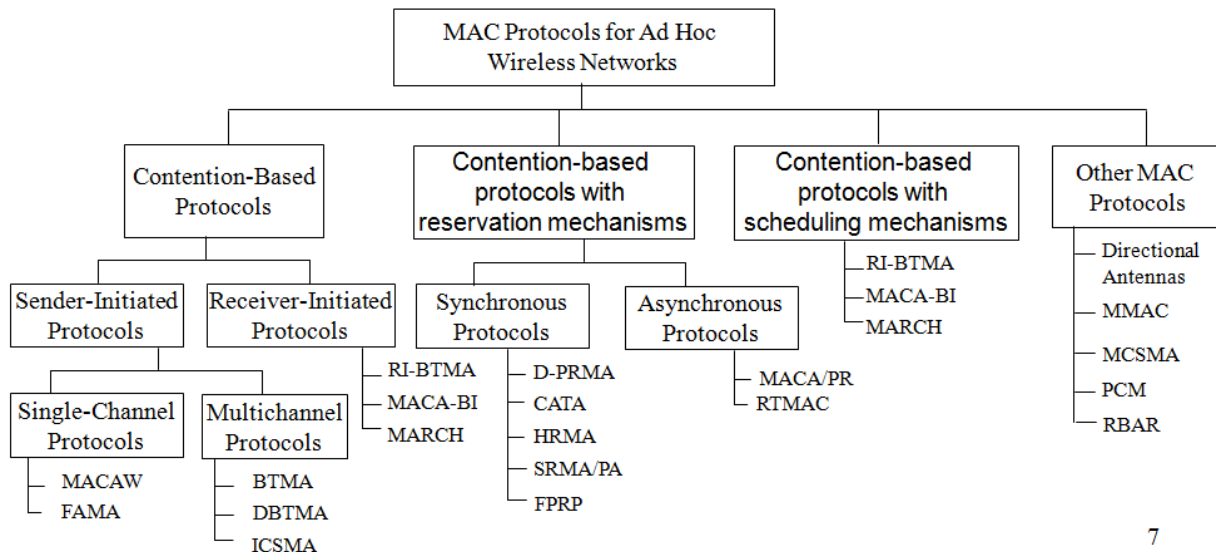 MAC Protocols for Ad Hoc
Wireless Networks
Contention-Based
Protocols
Contention-based
protocols with
reservation mechanisms
Contention-based
protocols with
scheduling mechanisms
Other MAC
Protocols
Sender-Initiated
Protocols
Receiver-Initiated
Protocols
Synchronous
Protocols
Asynchronous
Protocols
RI-BTMA
MACA-BI
MARCH
Directional
Antennas
MMAC
MCSMA
PCM
RBAR
Single-Channel
Protocols
Multichannel
Protocols
RI-BTMA
MACA-BI
MARCH
D-PRMA
CATA
HRMA
SRMA/PA
FPRP
MACA/PR
RTMAC
MACAW
FAMA
BTMA
DBTMA
ICSMA
7